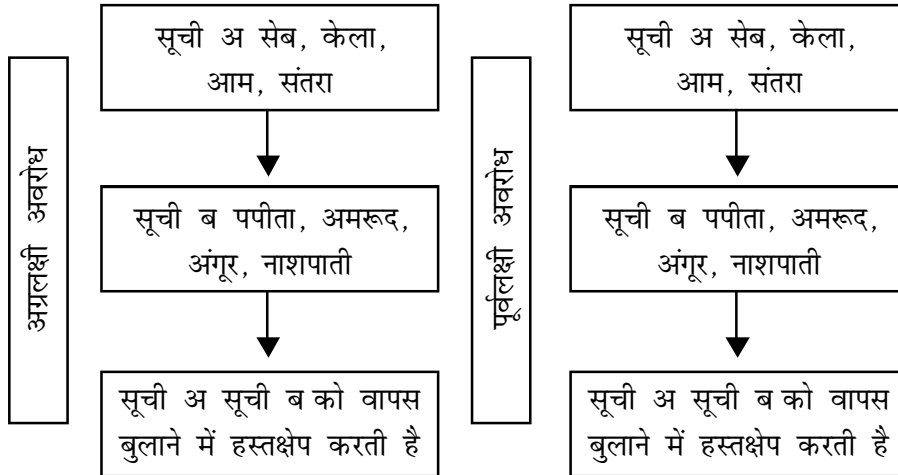 अग्रलक्षी अवरोध
सूची अ सेब, केला,
आम, संतरा
सूची ब पपीता, अमरूद,
अंगूर, नाशपाती
सूची अ सूची ब को वापस
बुलाने में हस्तक्षेप करती है
पूर्वलक्षी अवरोध
सूची अ सेब, केला,
आम, संतरा
सूची ब पपीता, अमरूद,
अंगूर, नाशपाती
सूची अ सूची ब को वापस
बुलाने में हस्तक्षेप करती है